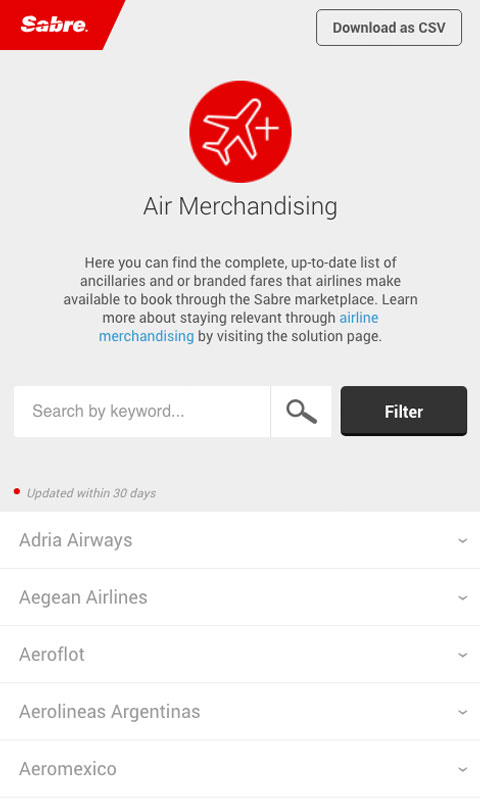 Sabre.
Download as CSV
Air Merchandising
Here you can find the complete, up-to-date list of
ancillaries and or branded fares that airlines make
available to book through the Sabre marketplace. Learn
more about staying relevant through airline
merchandising by visiting the solution page.
Search by keyword...
Filter
Updated within 30 days
Adria Airways
Aegean Airlines
Aeroflot
Aerolineas Argentinas
Aeromexico